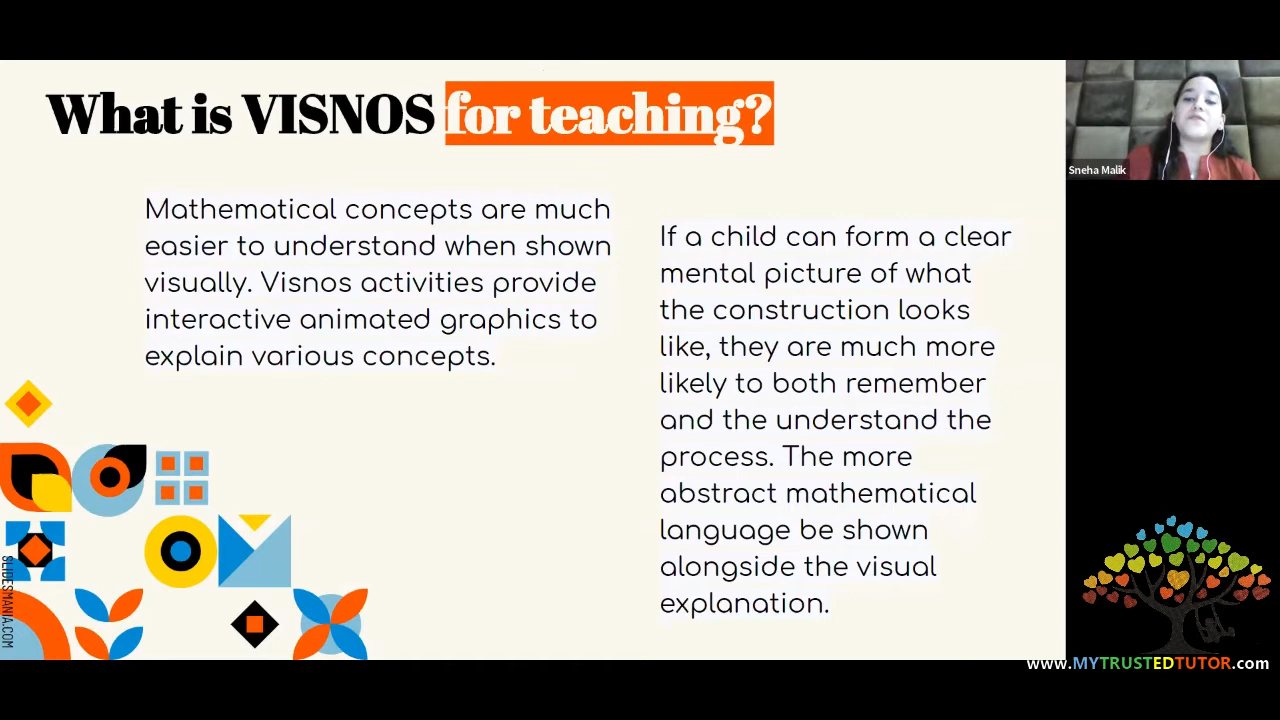 What is VISNOS for teaching?
Sneha Malik
Mathematical concepts are much
easier to understand when shown
visually. Visnos activities provide
interactive animated graphics to
explain various concepts.
If a child can form a clear
mental picture of what
the construction looks
like, they are much more
likely to both remember
and the understand the
process. The more
abstract mathematical
language be shown
alongside the visual
explanation.
SLIDESMANIA.COM
www.MYTRUSTEDTUTOR.com